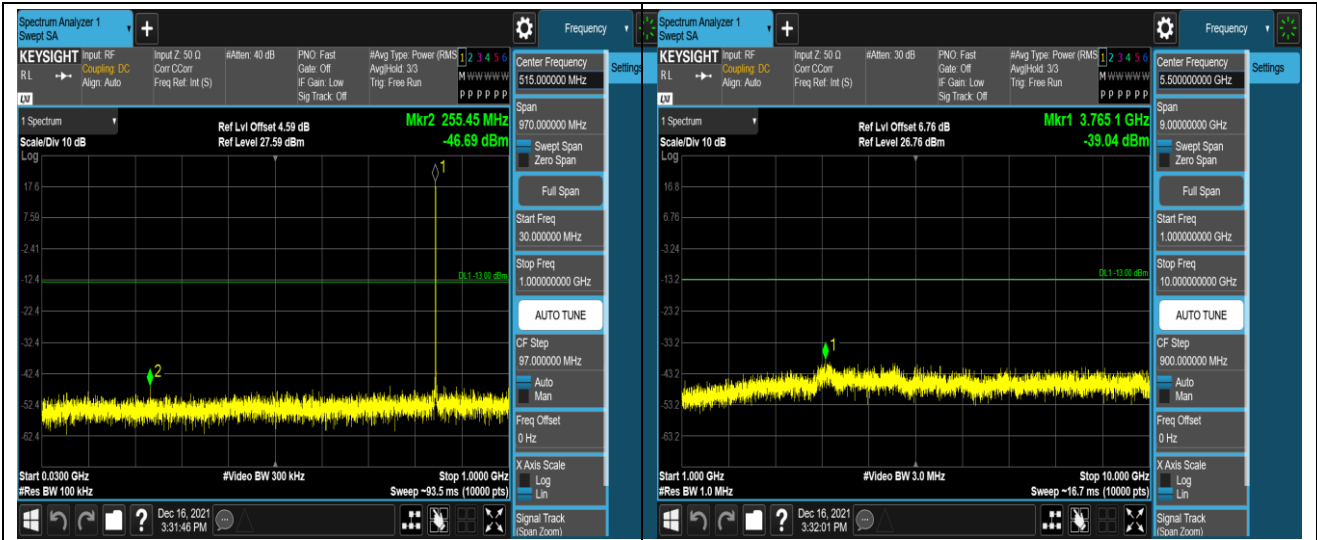 Spectrum Analyzer 1
Swept SA
+
Frequency
KEYSIGHT
RL
LXI
Input: RF
Coupling: DC
Align: Auto
Input Z: 50 Ω
Corr CCorr
Freq Ref: Int (S)
#Atten: 40 dB
PNO: Fast
Gate: Off
IF Gain: Low
Sig Track: Off
#Avg Type: Power (RMS
Avg|Hold: 3/3
Trig: Free Run
1 2 3 4 5 6
M W W W W W
P P P P P P
1 Spectrum
Scale/Div 10 dB
Log
Ref Lvl Offset 4.59 dB
Ref Level 27.59 dBm
Mkr2 255.45 MHz
-46.69 dBm
17.6
7.59
-2.41
-12.4
-22.4
-32.4
-42.4
-52.4
-62.4
1
2
DL1 -13.00 dBm
Start 0.0300 GHz
#Res BW 100 kHz
#Video BW 300 kHz
Stop 1.0000 GHz
Sweep ~93.5 ms (10000 pts)
Center Frequency
515.000000 MHz
Settings
Span
970.000000 MHz
Swept Span
Zero Span
Full Span
Start Freq
30.000000 MHz
Stop Freq
1.000000000 GHz
AUTO TUNE
CF Step
97.000000 MHz
Auto
Man
Freq Offset
0 Hz
X Axis Scale
Log
Lin
Signal Track
(Span Zoom)
?
Dec 16, 2021
3:31:46 PM
Spectrum Analyzer 1
Swept SA
+
Frequency
KEYSIGHT
RL
LXI
Input: RF
Coupling: DC
Align: Auto
Input Z: 50 Ω
Corr CCorr
Freq Ref: Int (S)
#Atten: 30 dB
PNO: Fast
Gate: Off
IF Gain: Low
Sig Track: Off
#Avg Type: Power (RMS
Avg|Hold: 3/3
Trig: Free Run
1 2 3 4 5 6
M W W W W W
P P P P P P
1 Spectrum
Scale/Div 10 dB
Log
Ref Lvl Offset 6.76 dB
Ref Level 26.76 dBm
Mkr1 3.765 1 GHz
-39.04 dBm
16.8
6.76
-3.24
-13.2
-23.2
-33.2
-43.2
-53.2
-63.2
1
DL1 -13.00 dBm
Start 1.000 GHz
#Res BW 1.0 MHz
#Video BW 3.0 MHz
Stop 10.000 GHz
Sweep ~16.7 ms (10000 pts)
Center Frequency
5.500000000 GHz
Settings
Span
9.00000000 GHz
Swept Span
Zero Span
Full Span
Start Freq
1.000000000 GHz
Stop Freq
10.000000000 GHz
AUTO TUNE
CF Step
900.000000 MHz
Auto
Man
Freq Offset
0 Hz
X Axis Scale
Log
Lin
Signal Track
(Span Zoom)
?
Dec 16, 2021
3:32:01 PM